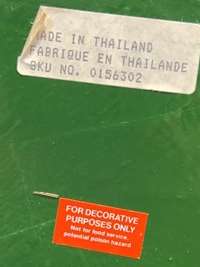 MADE IN THAILAND
FABRIQUE EN THAILANDE
SKU NO. 0156302
FOR DECORATIVE
PURPOSES ONLY
Not for food service,
potential poison hazard